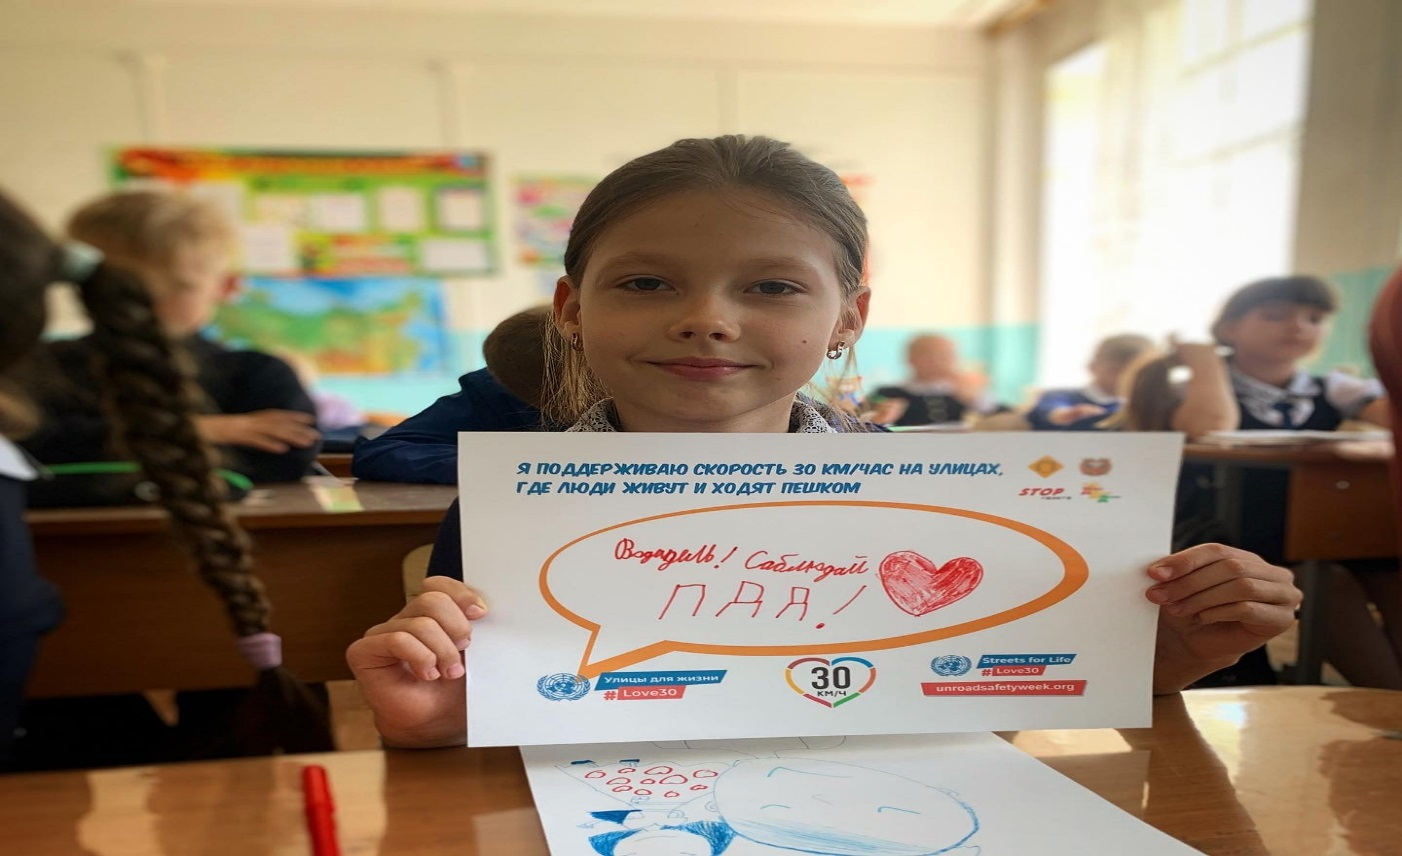 Я ПОДДЕРЖИВАЮ СКОРОСТЬ 30 КМ/ЧАС НА УЛИЦАХ,
ГДЕ ЛЮДИ ЖИВУТ И ХОДЯТ ПЕШКОМ
STOP
Водитель! Саблюдай
ПДД!
Улицы для жизни
#Love30
30
КМ/Ч
Streets for Life
#Love30
unroadsafetyweek.org